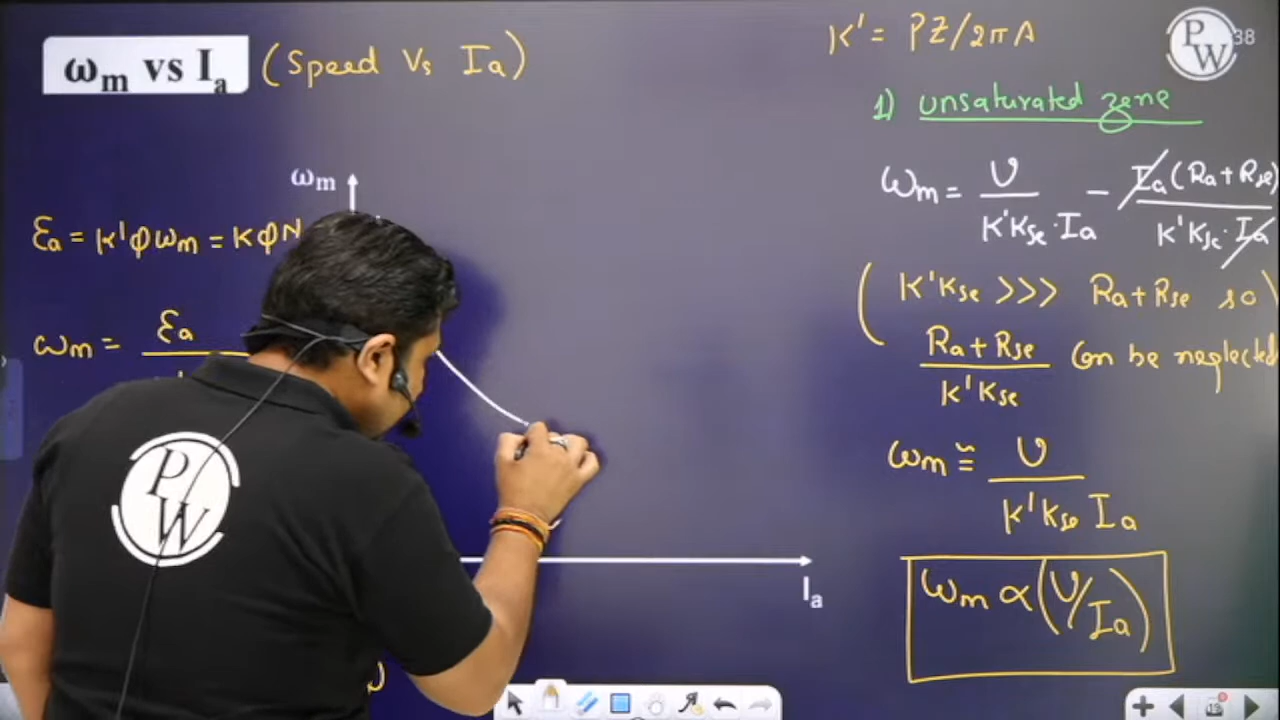 ωm vs Ia (Speed Vs Ia)
ωm
Ea = K'φωm = KφN
ωm = Ea
Ia
K' = PZ/2πA
PW
38
1) unsaturated zone
ωm = V / K'Kse·Ia - Ia(Ra+Rse) / K'Kse·Ia
( K'Kse >>> Ra+Rse so )
Ra+Rse / K'Kse can be neglected
ωm ≅ V / K'Kse Ia
ωm ∝ (V/Ia)
PW